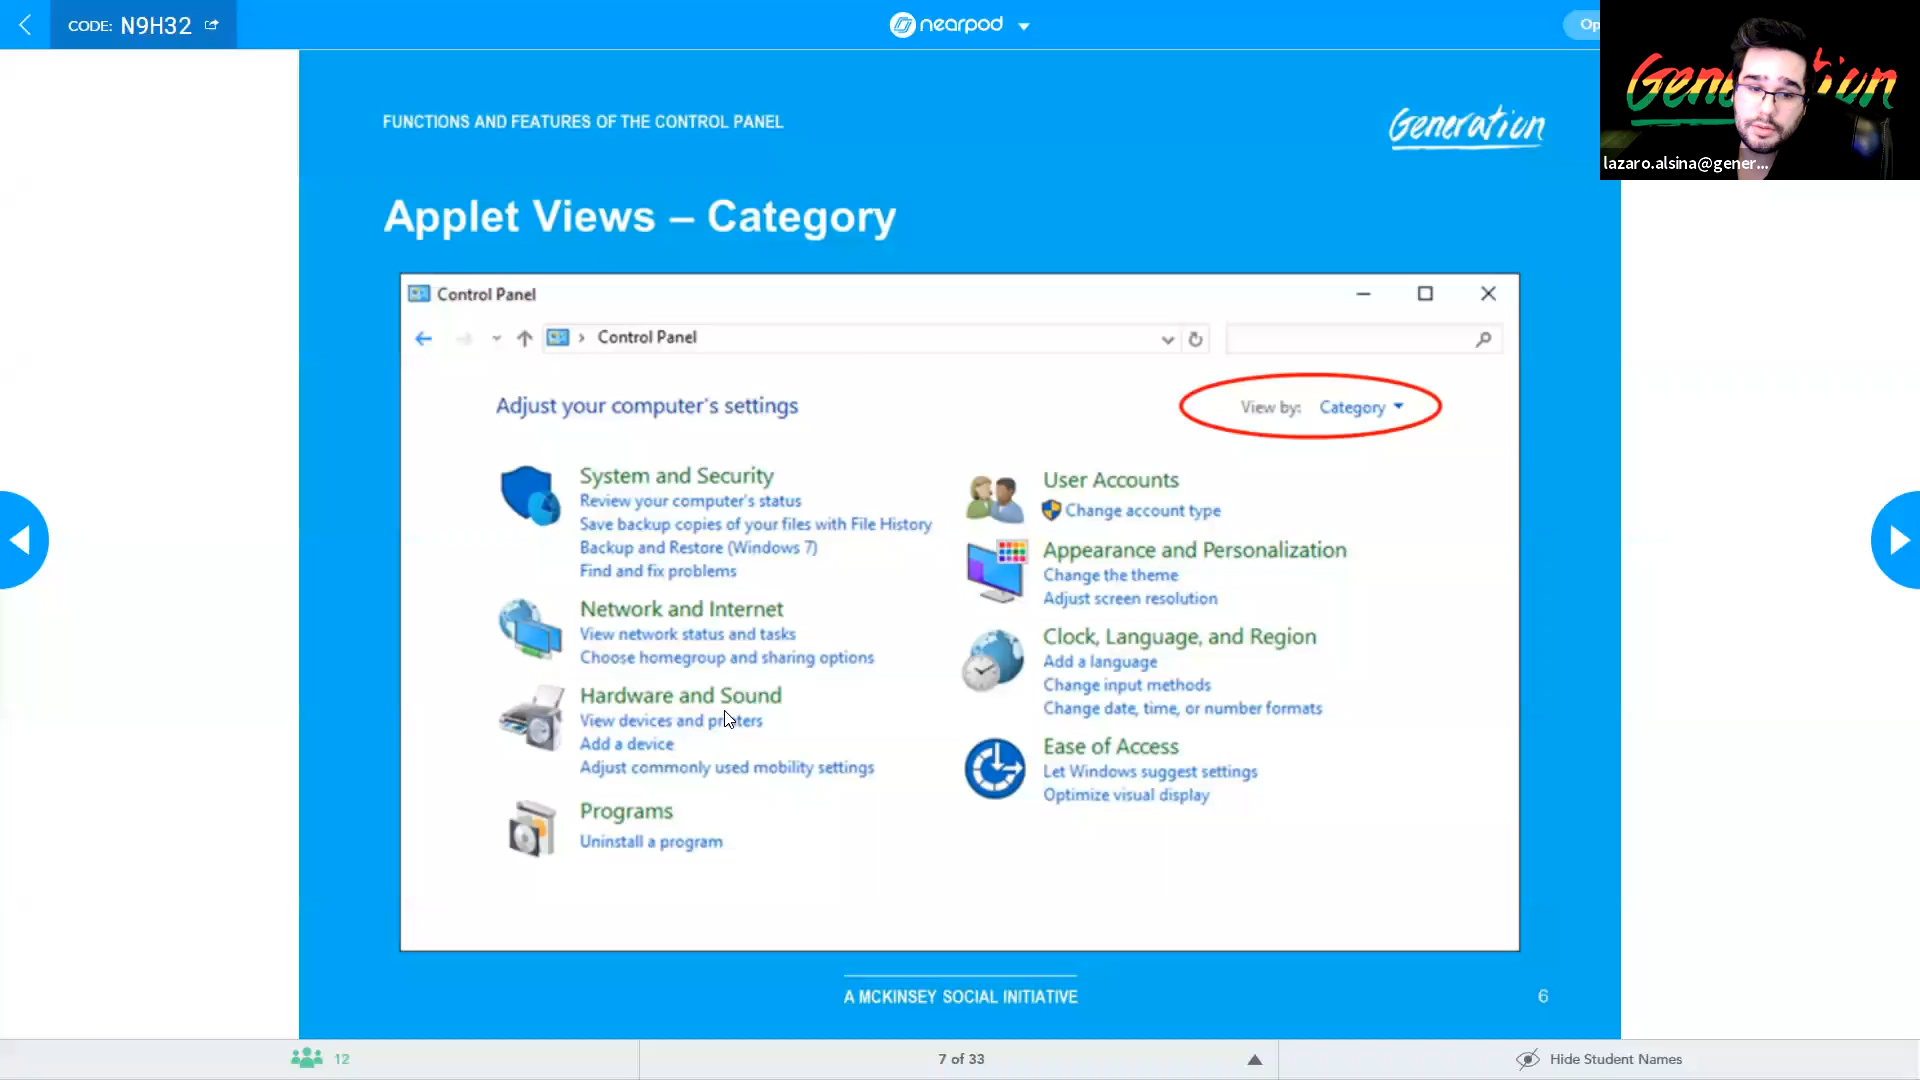 CODE: N9H32
nearpod
Op
Generation
lazaro.alsina@gener...
FUNCTIONS AND FEATURES OF THE CONTROL PANEL
Generation
Applet Views – Category
Control Panel
Control Panel
Adjust your computer's settings
View by: Category
System and Security
Review your computer's status
Save backup copies of your files with File History
Backup and Restore (Windows 7)
Find and fix problems
Network and Internet
View network status and tasks
Choose homegroup and sharing options
Hardware and Sound
View devices and printers
Add a device
Adjust commonly used mobility settings
Programs
Uninstall a program
User Accounts
Change account type
Appearance and Personalization
Change the theme
Adjust screen resolution
Clock, Language, and Region
Add a language
Change input methods
Change date, time, or number formats
Ease of Access
Let Windows suggest settings
Optimize visual display
A MCKINSEY SOCIAL INITIATIVE
6
12
7 of 33
Hide Student Names